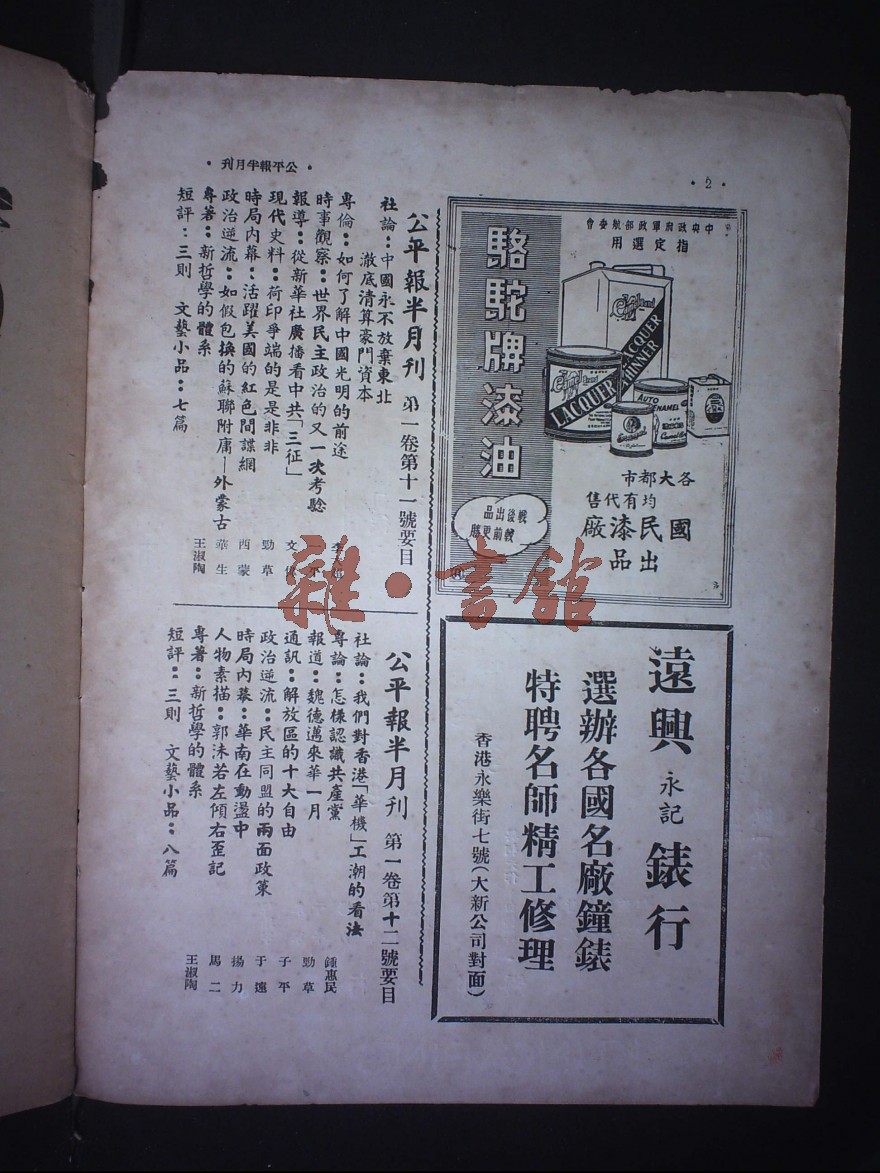 ·2·
公平報半月刊
中央政府軍政部航委會
指定選用
駱駝牌漆油
Camel Brand
LACQUER THINNER
Camel Brand
LACQUER
AUTO ENAMEL
戰後出品
較前更勝
各大都市
均有代售
國民漆廠
出品
遠興永記錶行
選辦各國名廠鐘錶
特聘名師精工修理
香港永樂街七號(大新公司對面)
公平報半月刊 第一卷第十一號要目
社論：中國永不放棄東北
澈底清算豪門資本
專倫：如何了解中國光明的前途
時事觀察：世界民主政治的又一次考驗
報導：從新華社廣播看中共「三征」 文
現代史料：荷印爭端的是是非非 勁草
時局內幕：活躍美國的紅色間諜網 西蒙
政治逆流：如假包換的蘇聯附庸—外蒙古 華生
專著：新哲學的體系 王淑陶
短評：三則 文藝小品：七篇
公平報半月刊 第一卷第十二號要目
社論：我們對香港「華機」工潮的看法
專論：怎樣認識共產黨 鍾惠民
報道：魏德邁來華一月 勁草
通訊：解放區的十大自由 子平
政治逆流：民主同盟的兩面政策 于遠
時局內幕：華南在動盪中 揚力
人物素描：郭沫若左傾右歪記 馬二
專著：新哲學的體系 王淑陶
短評：三則 文藝小品：八篇
雜·書館